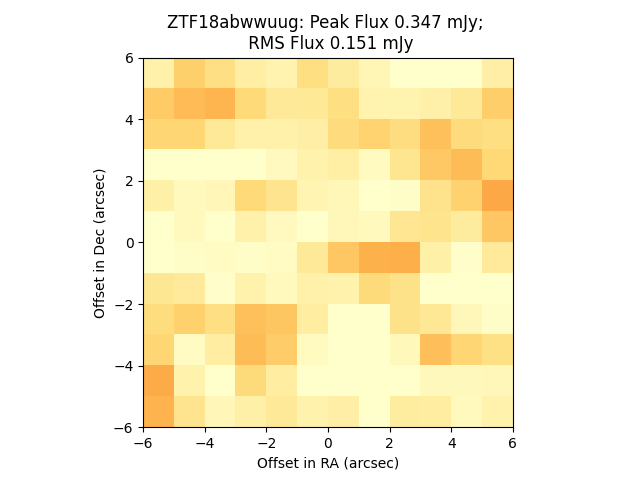 ZTF18abwwuug: Peak Flux 0.347 mJy;
RMS Flux 0.151 mJy
6
4
2
0
−2
−4
−6
Offset in Dec (arcsec)
−6 −4 −2 0 2 4 6
Offset in RA (arcsec)